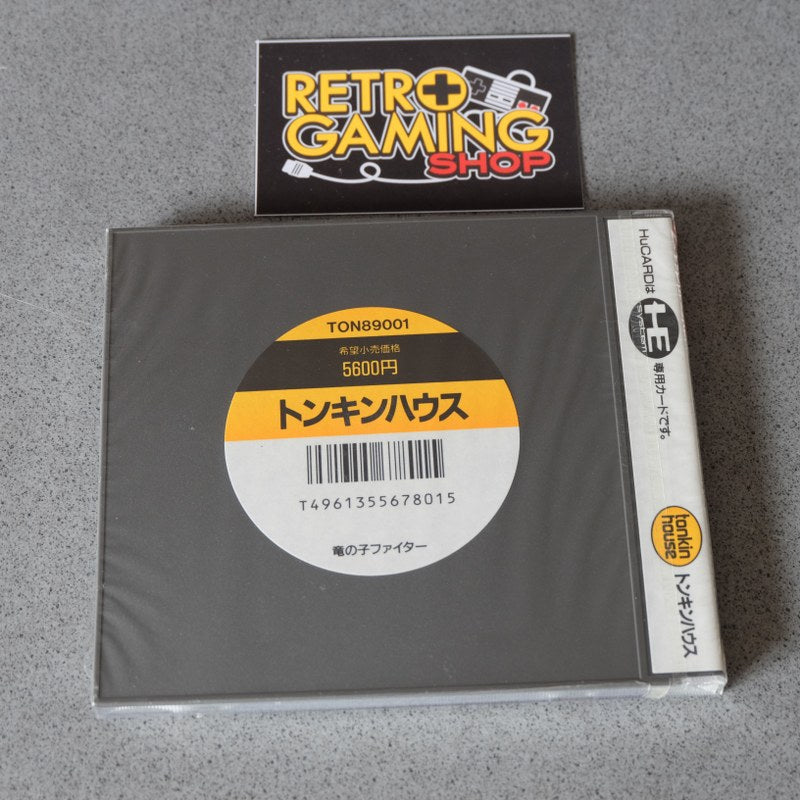 RETRO
GAMING
SHOP
TON89001
希望小売価格
5600円
トンキンハウス
T4961355678015
竜の子ファイター
HuCARDは
HE
SYSTEM
専用カードです。
tonkin
house
トンキンハウス